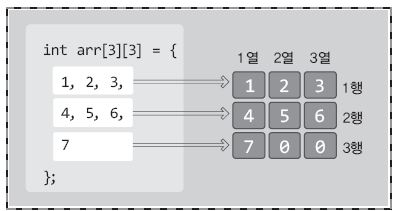 int arr[3][3] = {
1열 2열 3열
1, 2, 3, 1 2 3 1행
4, 5, 6, 4 5 6 2행
7 7 0 0 3행
};